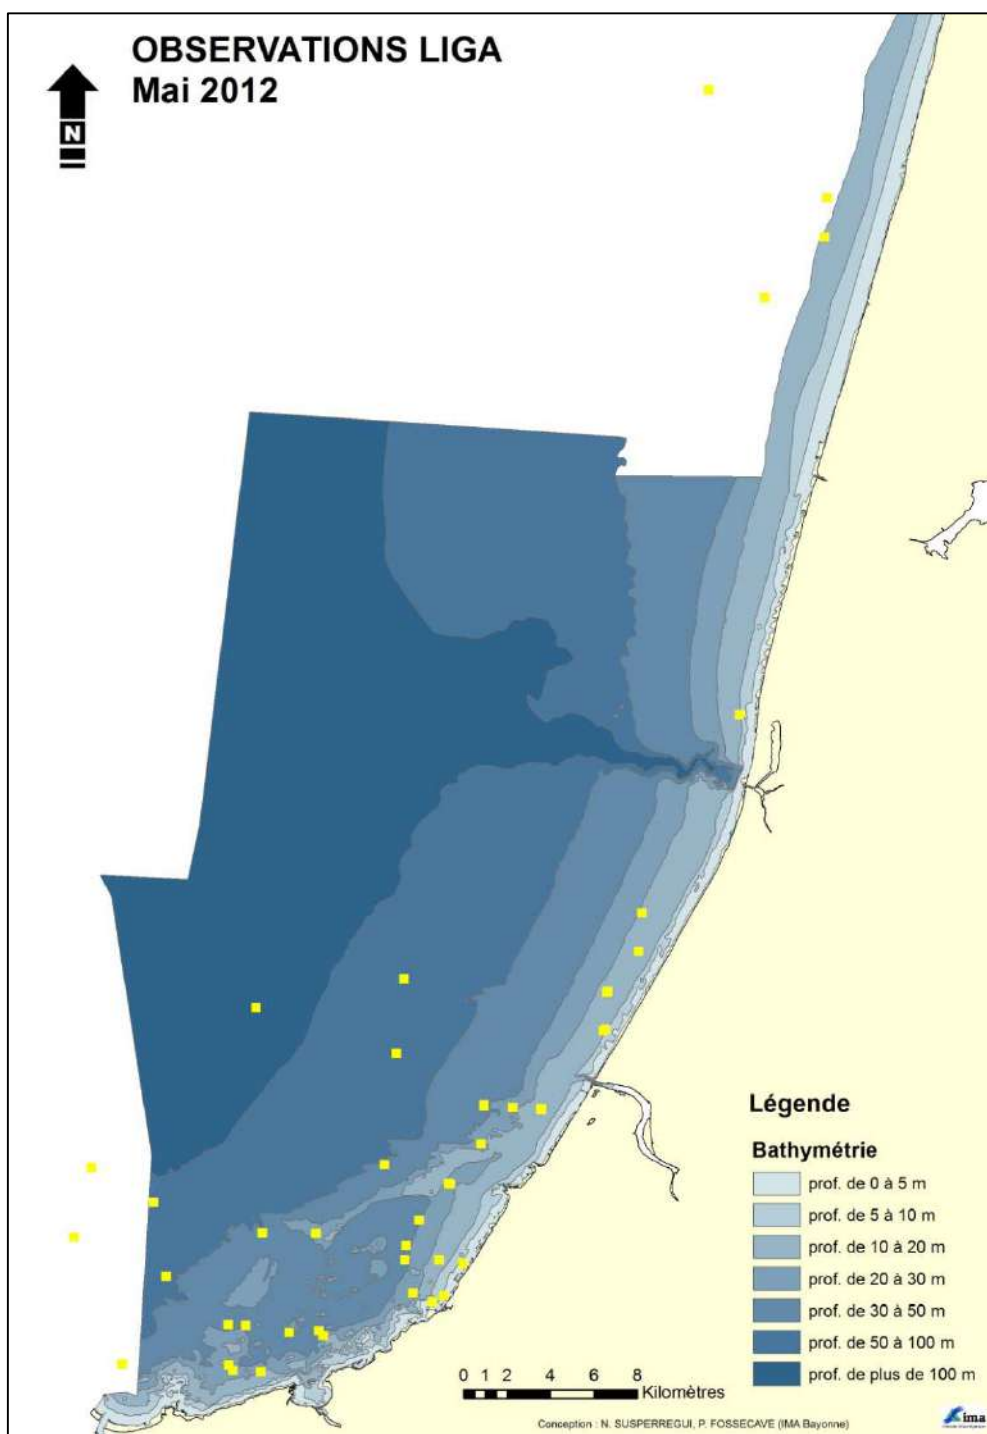 OBSERVATIONS LIGA
Mai 2012
N
Légende
Bathymétrie
prof. de 0 à 5 m
prof. de 5 à 10 m
prof. de 10 à 20 m
prof. de 20 à 30 m
prof. de 30 à 50 m
prof. de 50 à 100 m
prof. de plus de 100 m
0 1 2 4 6 8
Kilomètres
Conception : N. SUSPERREGUI, P. FOSSECAVE (IMA Bayonne)
ima